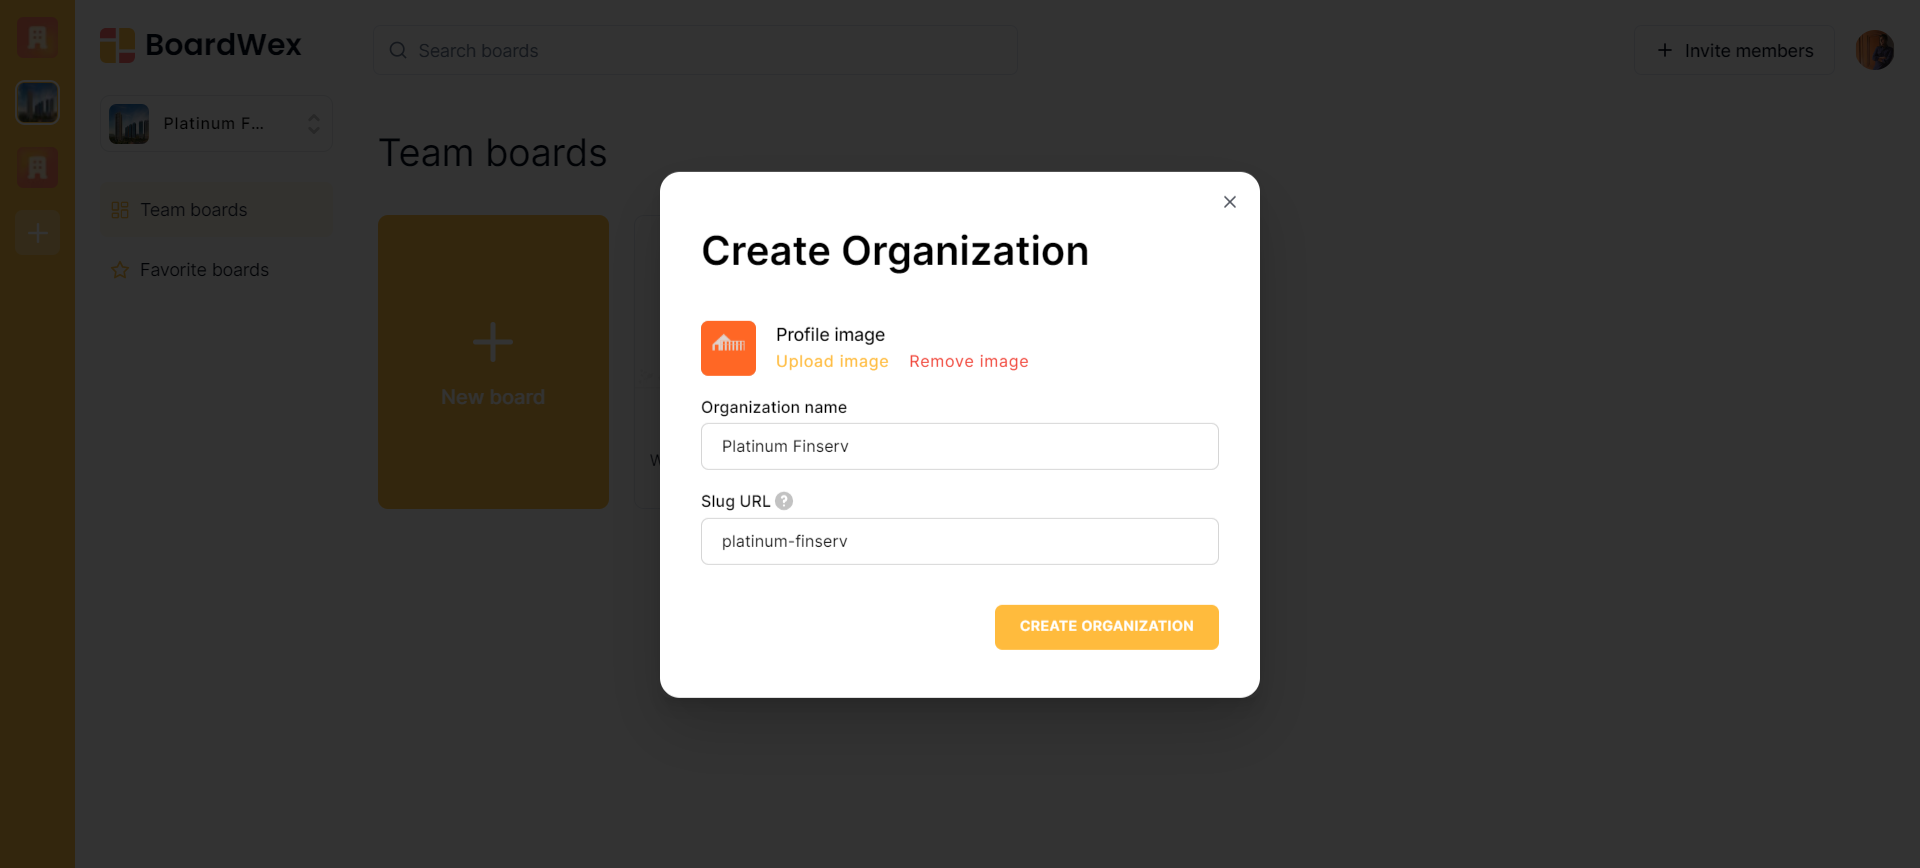 BoardWex
Search boards
Invite members
Platinum F...
Team boards
Team boards
Favorite boards
New board
W
Create Organization
Profile image
Upload image Remove image
Organization name
Platinum Finserv
Slug URL ?
platinum-finserv
CREATE ORGANIZATION